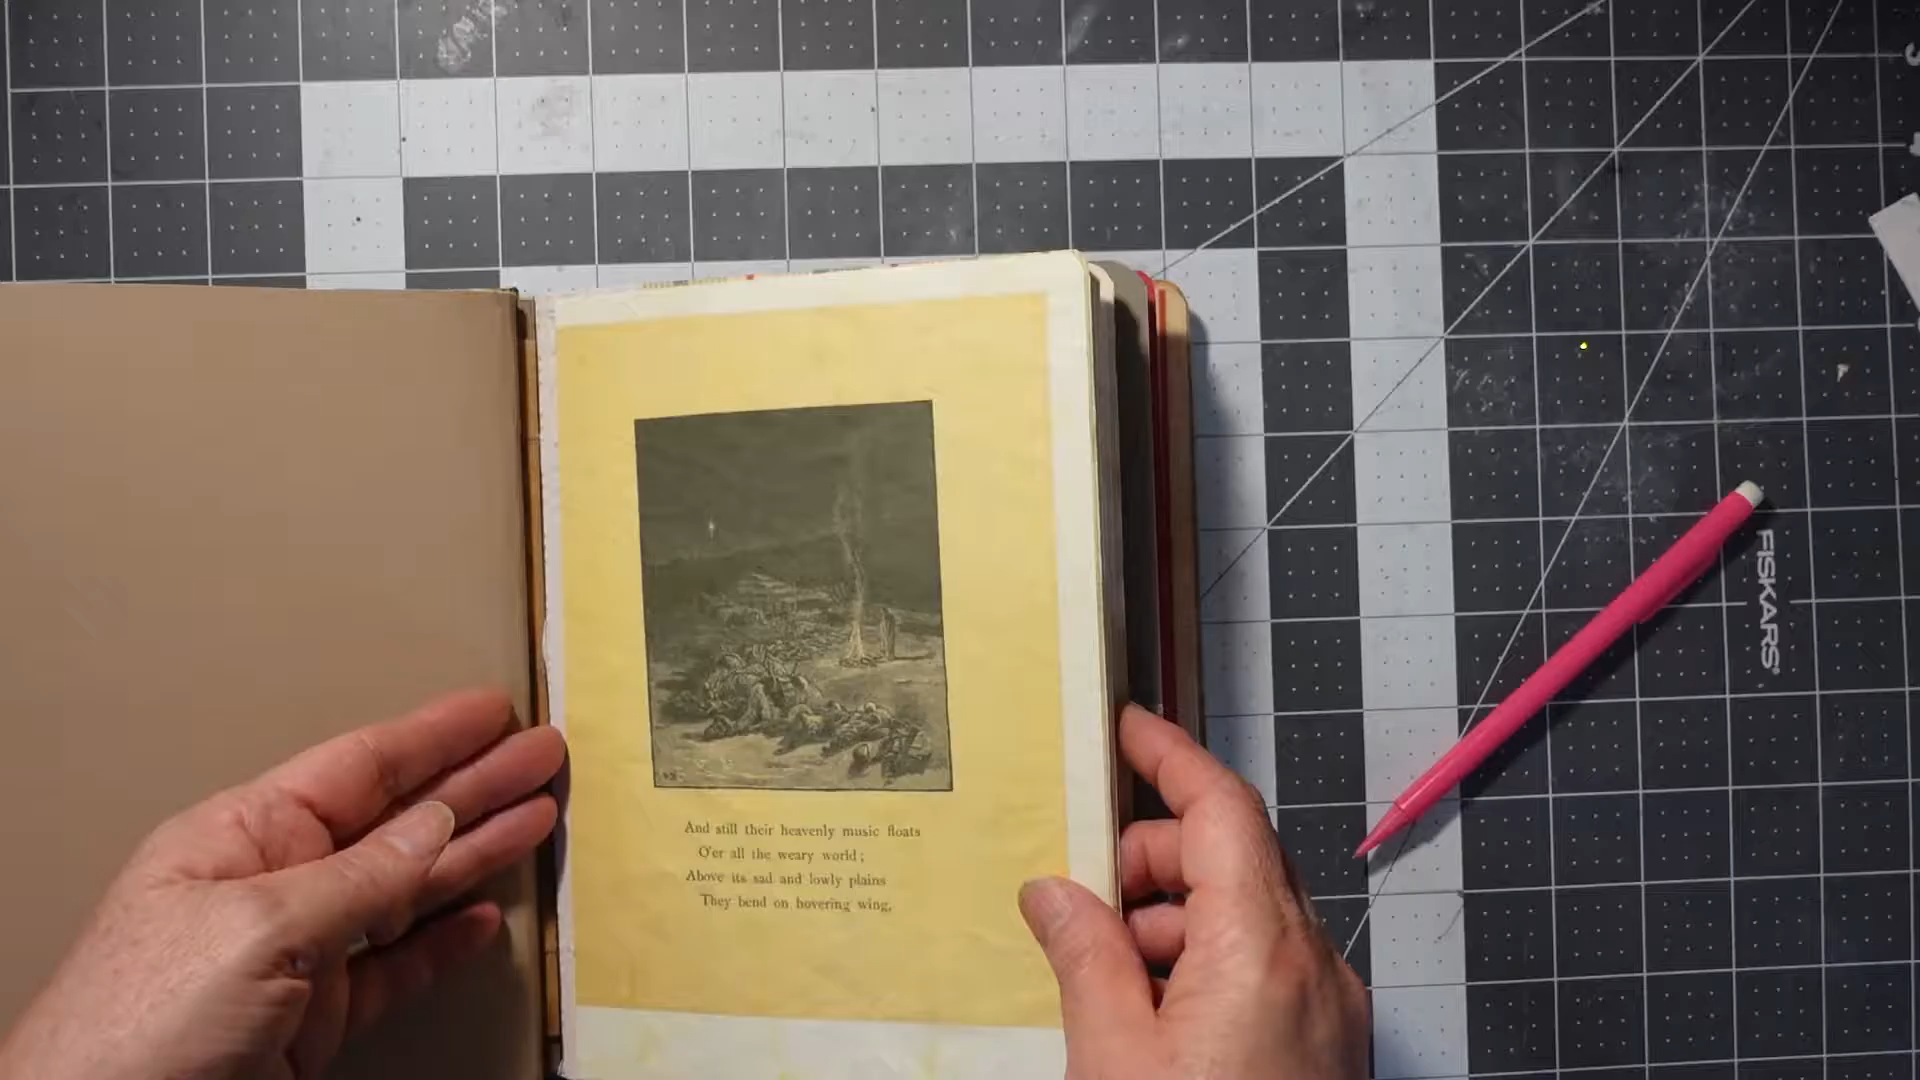 And still their heavenly music floats
O'er all the weary world;
Above its sad and lowly plains
They bend on hovering wing,
FISKARS®